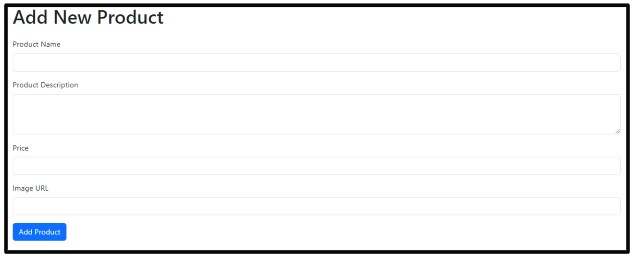 Add New Product
Product Name
Product Description
Price
Image URL
Add Product